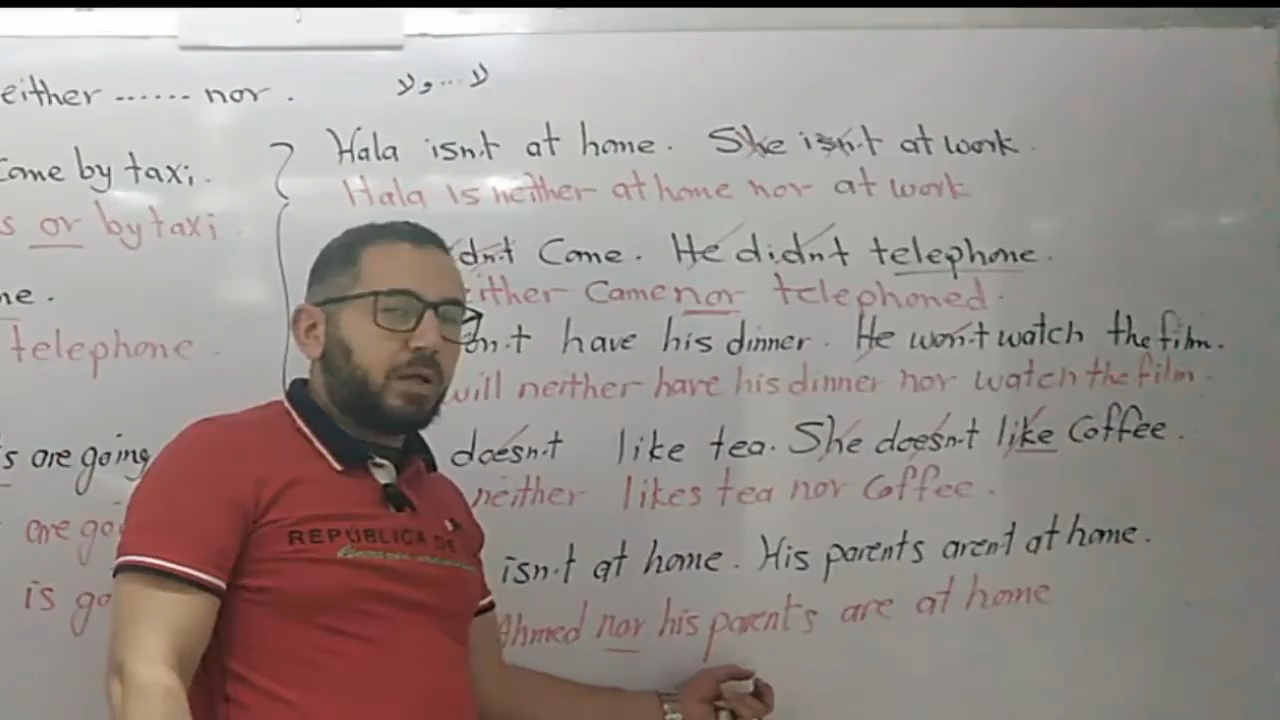 either ...... nor .
لا ... ولا
come by taxi.
s or by taxi
ne .
telephone .
s are going
are go
is go
Hala isn't at home. She isn't at work.
Hala is neither at home nor at work
dn't Come. He didn't telephone.
either came nor telephoned.
on't have his dinner. He won't watch the film.
will neither have his dinner nor watch the film.
doesn't like tea. She doesn't like Coffee.
neither likes tea nor Coffee.
isn't at home. His parents aren't at home.
Ahmed nor his parents are at home
REPUBLICA DE